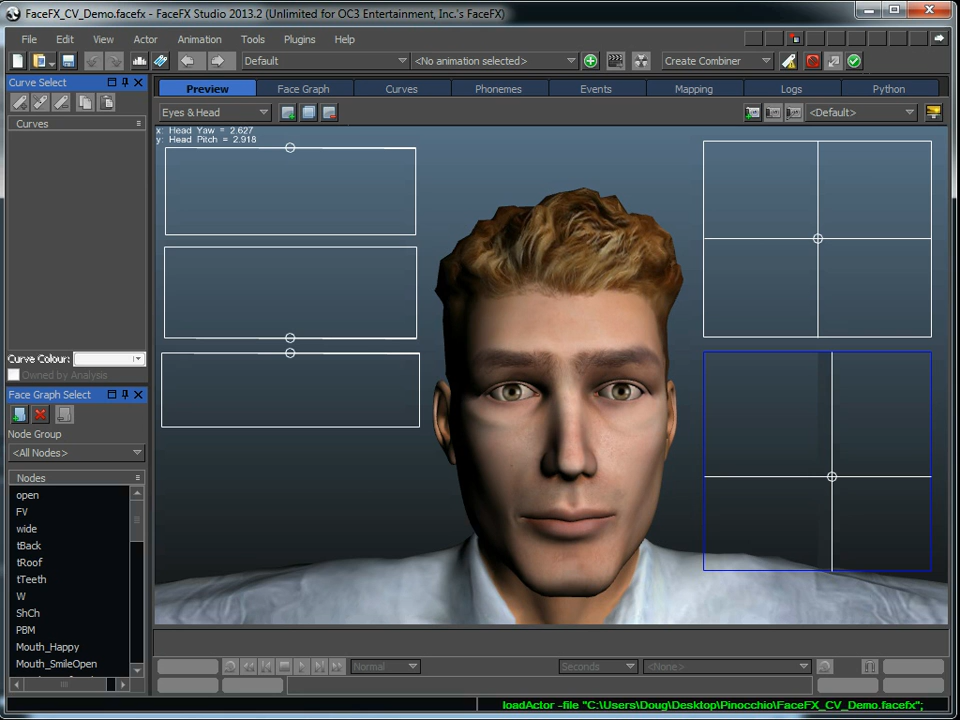 FaceFX_CV_Demo.facefx - FaceFX Studio 2013.2 (Unlimited for OC3 Entertainment, Inc.'s FaceFX)
File Edit View Actor Animation Tools Plugins Help
Default <No animation selected> Create Combiner
Curve Select
Preview Face Graph Curves Phonemes Events Mapping Logs Python
Eyes & Head <Default>
Curves
x: Head Yaw = 2.627
y: Head Pitch = 2.918
Curve Colour:
Owned by Analysis
Face Graph Select
Node Group
<All Nodes>
Nodes
open
FV
wide
tBack
tRoof
tTeeth
W
ShCh
PBM
Mouth_Happy
Mouth_SmileOpen
Normal Seconds <None>
loadActor -file "C:\Users\Doug\Desktop\Pinocchio\FaceFX_CV_Demo.facefx";